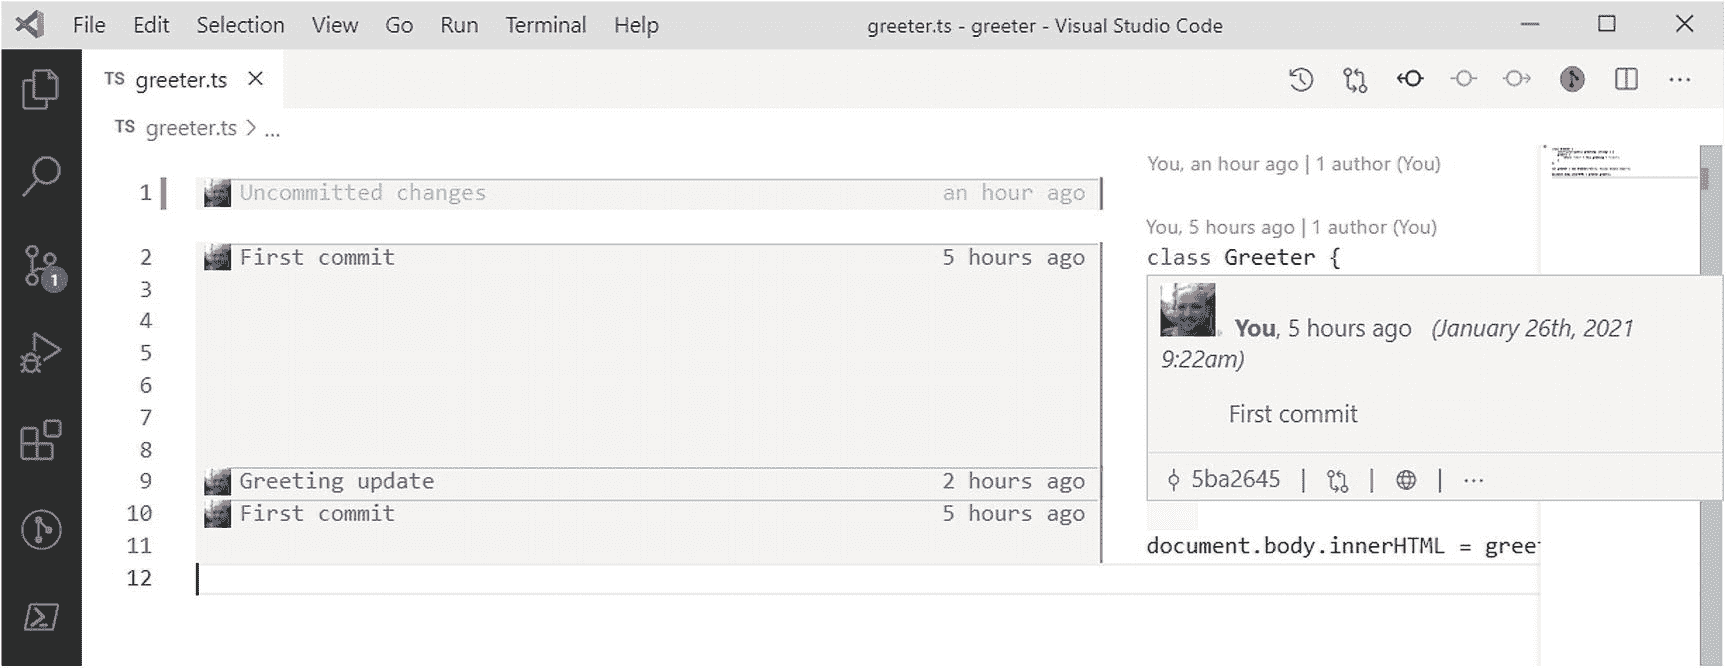 File Edit Selection View Go Run Terminal Help greeter.ts - greeter - Visual Studio Code
TS greeter.ts
TS greeter.ts > ...
You, an hour ago | 1 author (You)
1 Uncommitted changes an hour ago
You, 5 hours ago | 1 author (You)
2 First commit 5 hours ago class Greeter {
3
1
You, 5 hours ago (January 26th, 2021
4
9:22am)
5
6
7 First commit
8
9 Greeting update 2 hours ago
5ba2645 | | | ...
10 First commit 5 hours ago
11 document.body.innerHTML = greet
12